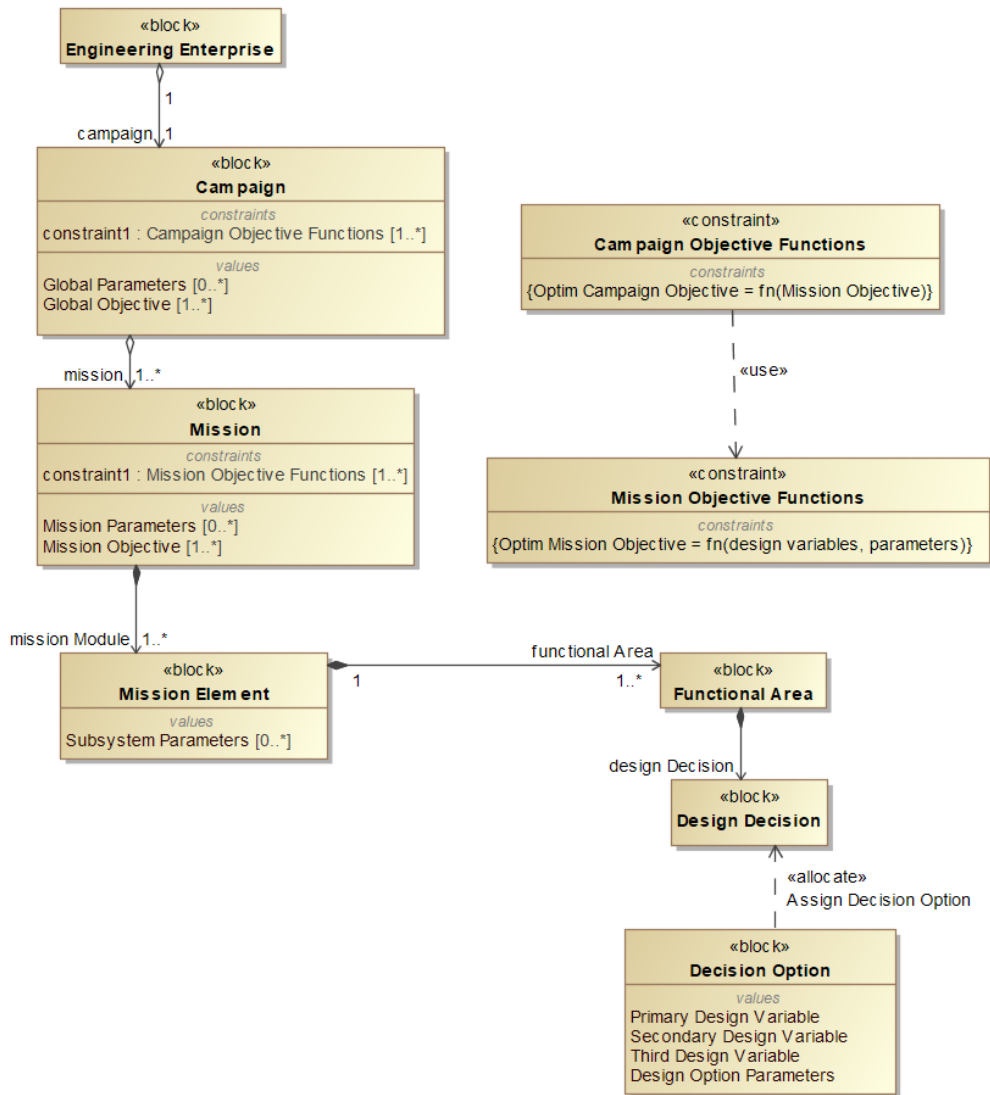 «block»
Engineering Enterprise
1
campaign
1
«block»
Campaign
constraints
constraint1 : Campaign Objective Functions [1..*]
values
Global Parameters [0..*]
Global Objective [1..*]
«constraint»
Campaign Objective Functions
constraints
{Optim Campaign Objective = fn(Mission Objective)}
mission
1..*
«use»
«block»
Mission
constraints
constraint1 : Mission Objective Functions [1..*]
values
Mission Parameters [0..*]
Mission Objective [1..*]
«constraint»
Mission Objective Functions
constraints
{Optim Mission Objective = fn(design variables, parameters)}
mission Module
1..*
«block»
Mission Element
values
Subsystem Parameters [0..*]
1
functional Area
1..*
«block»
Functional Area
design Decision
«block»
Design Decision
«allocate»
Assign Decision Option
«block»
Decision Option
values
Primary Design Variable
Secondary Design Variable
Third Design Variable
Design Option Parameters